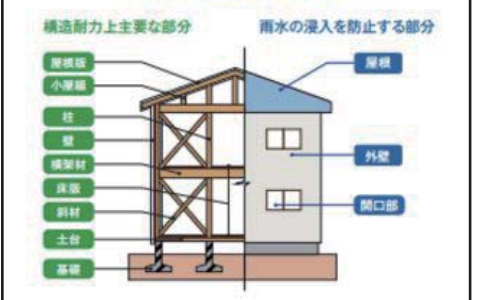 構造耐力上主要な部分
雨水の浸入を防止する部分
屋根版
小屋組
柱
壁
横架材
床版
斜材
土台
基礎
屋根
外壁
開口部